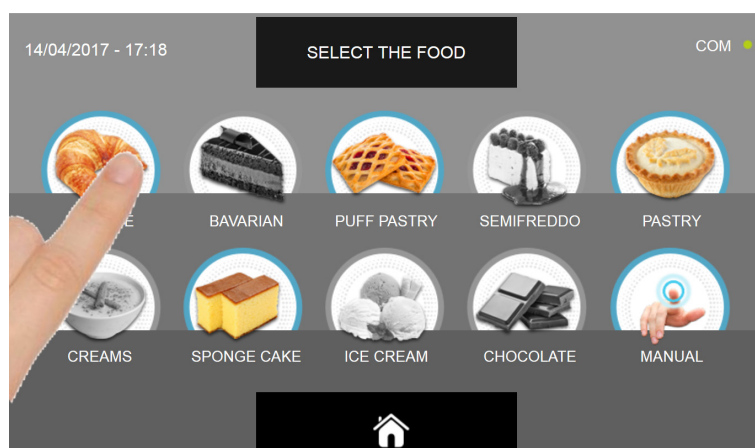 14/04/2017 - 17:18
SELECT THE FOOD
COM
BAVARIAN
PUFF PASTRY
SEMIFREDDO
PASTRY
CREAMS
SPONGE CAKE
ICE CREAM
CHOCOLATE
MANUAL